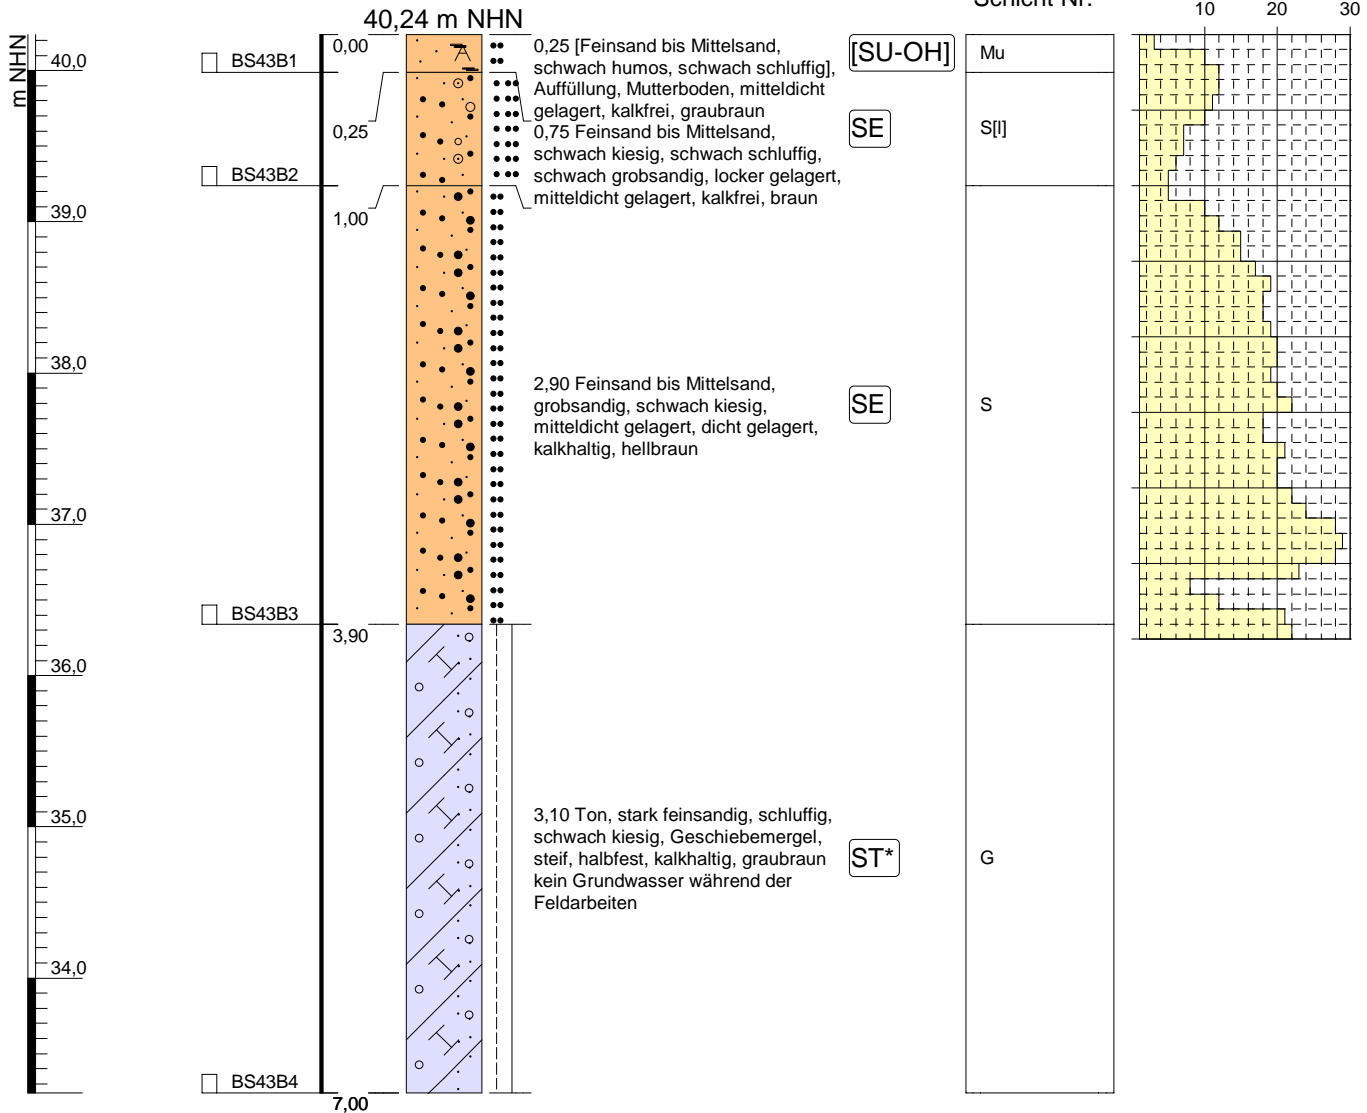 Schicht Nr.
10 20 30
40,24 m NHN
m NHN
40,0
39,0
38,0
37,0
36,0
35,0
34,0
BS43B1
BS43B2
BS43B3
BS43B4
0,00
0,25
1,00
3,90
7,00
A
0,25 [Feinsand bis Mittelsand,
schwach humos, schwach schluffig],
Auffüllung, Mutterboden, mitteldicht
gelagert, kalkfrei, graubraun
[SU-OH]
Mu
0,75 Feinsand bis Mittelsand,
schwach kiesig, schwach schluffig,
schwach grobsandig, locker gelagert,
mitteldicht gelagert, kalkfrei, braun
SE
S[l]
2,90 Feinsand bis Mittelsand,
grobsandig, schwach kiesig,
mitteldicht gelagert, dicht gelagert,
kalkhaltig, hellbraun
SE
S
3,10 Ton, stark feinsandig, schluffig,
schwach kiesig, Geschiebemergel,
steif, halbfest, kalkhaltig, graubraun
kein Grundwasser während der
Feldarbeiten
ST*
G